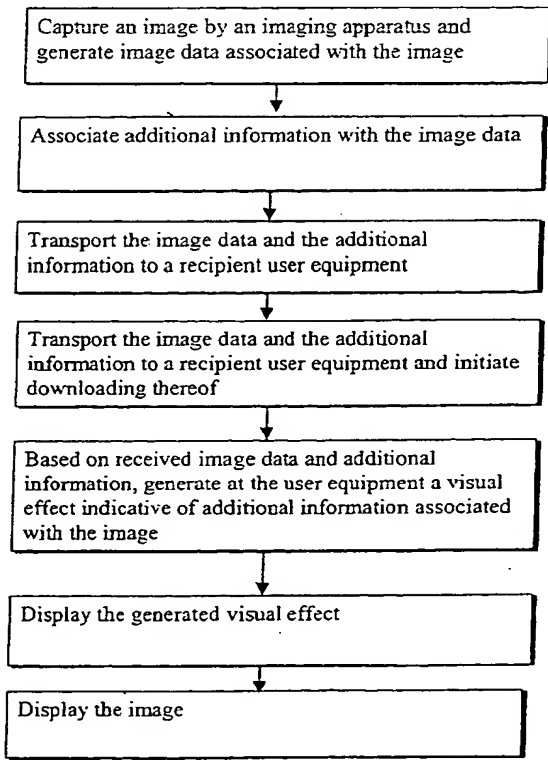 Capture an image by an imaging apparatus and
generate image data associated with the image
Associate additional information with the image data
Transport the image data and the additional
information to a recipient user equipment
Transport the image data and the additional
information to a recipient user equipment and initiate
downloading thereof
Based on received image data and additional
information, generate at the user equipment a visual
effect indicative of additional information associated
with the image
Display the generated visual effect
Display the image